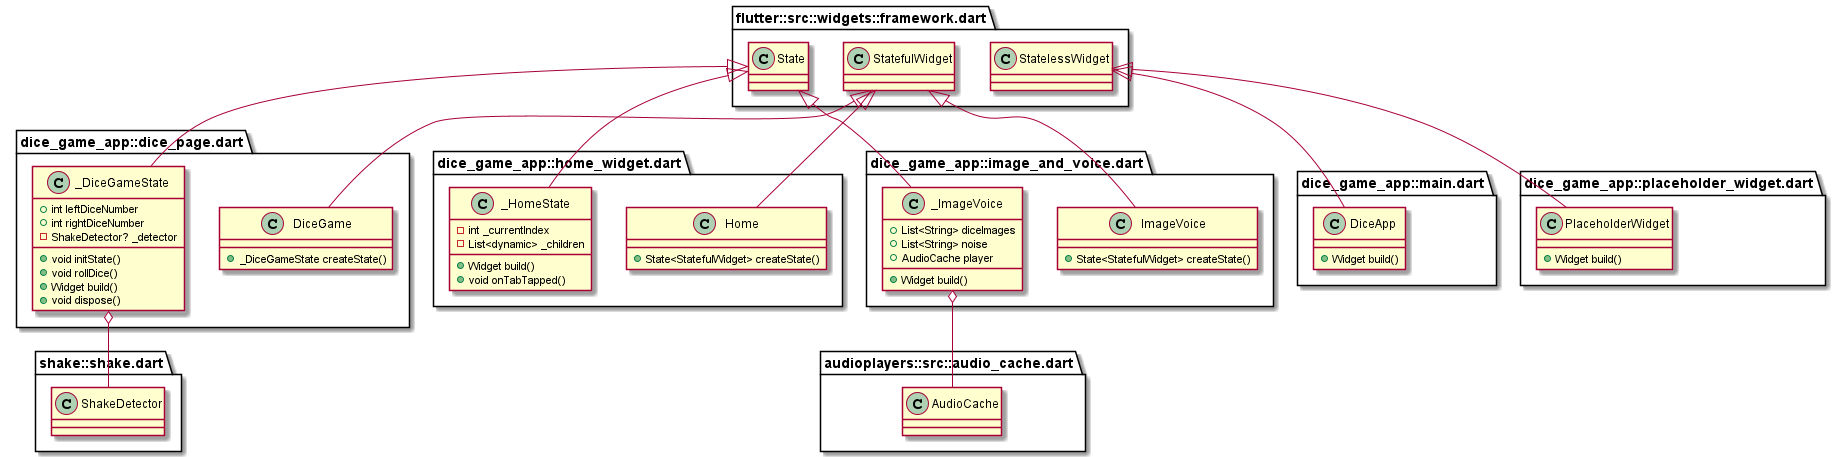 flutter::src::widgets::framework.dart
C State
C StatefulWidget
C StatelessWidget
dice_game_app::dice_page.dart
C _DiceGameState
int leftDiceNumber
int rightDiceNumber
ShakeDetector? _detector
void initState()
void rollDice()
Widget build()
void dispose()
C DiceGame
_DiceGameState createState()
dice_game_app::home_widget.dart
C _HomeState
int _currentIndex
List<dynamic> _children
Widget build()
void onTabTapped()
C Home
State<StatefulWidget> createState()
dice_game_app::image_and_voice.dart
C _ImageVoice
List<String> diceImages
List<String> noise
AudioCache player
Widget build()
C ImageVoice
State<StatefulWidget> createState()
dice_game_app::main.dart
C DiceApp
Widget build()
dice_game_app::placeholder_widget.dart
C PlaceholderWidget
Widget build()
shake::shake.dart
C ShakeDetector
audioplayers::src::audio_cache.dart
C AudioCache